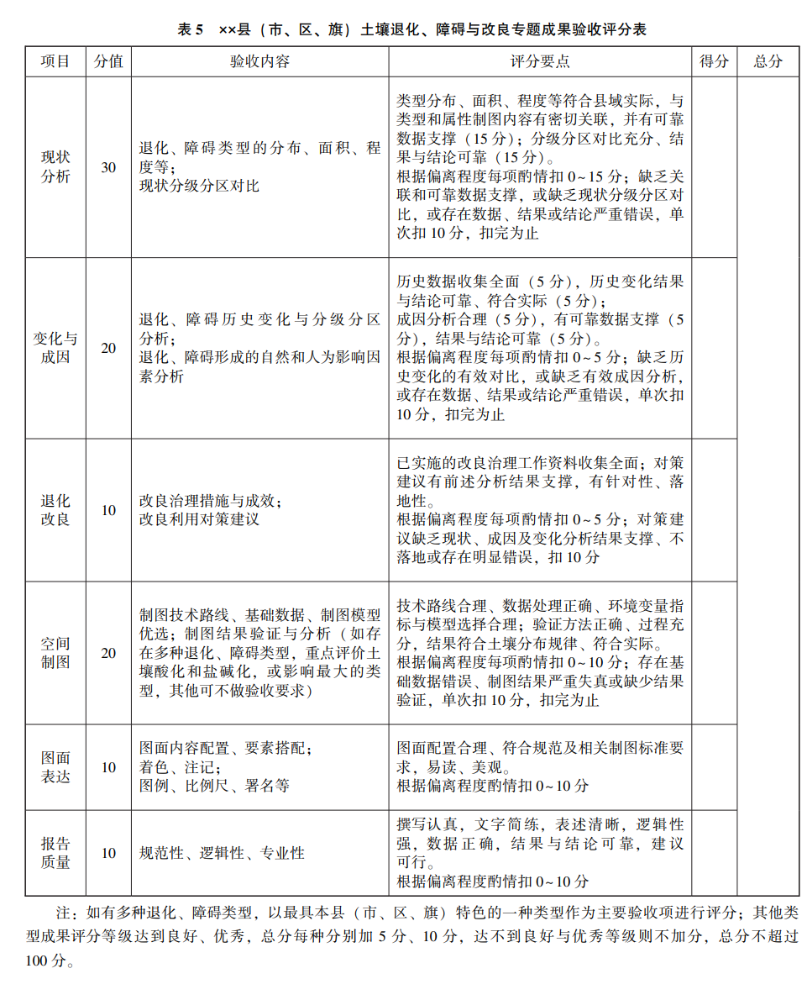 表 5　××县（市、区、旗）土壤退化、障碍与改良专题成果验收评分表
项目 分值 验收内容 评分要点 得分 总分
现状
分析
30
退化、障碍类型的分布、面积、程
度等；
现状分级分区对比
类型分布、面积、程度等符合县域实际，与
类型和属性制图内容有密切关联，并有可靠
数据支撑（15 分）；分级分区对比充分、结
果与结论可靠（15 分）。
根据偏离程度每项酌情扣 0~15 分；缺乏关
联和可靠数据支撑，或缺乏现状分级分区对
比，或存在数据、结果或结论严重错误，单
次扣 10 分，扣完为止
变化与
成因
20
退化、障碍历史变化与分级分区
分析；
退化、障碍形成的自然和人为影响因
素分析
历史数据收集全面（5 分），历史变化结果
与结论可靠、符合实际（5 分）；
成因分析合理（5 分），有可靠数据支撑（5
分），结果与结论可靠（5 分）。
根据偏离程度每项酌情扣 0~5 分；缺乏历
史变化的有效对比，或缺乏有效成因分析，
或存在数据、结果或结论严重错误，单次扣
10 分，扣完为止
退化
改良
10
改良治理措施与成效；
改良利用对策建议
已实施的改良治理工作资料收集全面；对策
建议有前述分析结果支撑，有针对性、落
地性。
根据偏离程度每项酌情扣 0~5 分；对策建
议缺乏现状、成因及变化分析结果支撑、不
落地或存在明显错误，扣 10 分
空间
制图
20
制图技术路线、基础数据、制图模型
优选；制图结果验证与分析（如存
在多种退化、障碍类型，重点评价土
壤酸化和盐碱化，或影响最大的类
型，其他可不做验收要求）
技术路线合理、数据处理正确、环境变量指
标与模型选择合理；验证方法正确、过程充
分，结果符合土壤分布规律、符合实际。
根据偏离程度每项酌情扣 0~10 分；存在基
础数据错误、制图结果严重失真或缺少结果
验证，单次扣 10 分，扣完为止
图面
表达
10
图面内容配置、要素搭配；
着色、注记；
图例、比例尺、署名等
图面配置合理、符合规范及相关制图标准要
求，易读、美观。
根据偏离程度酌情扣 0~10 分
报告
质量
10
规范性、逻辑性、专业性
撰写认真，文字简练，表述清晰，逻辑性
强，数据正确，结果与结论可靠，建议
可行。
根据偏离程度酌情扣 0~10 分
注：如有多种退化、障碍类型，以最具本县（市、区、旗）特色的一种类型作为主要验收项进行评分；其他类
型成果评分等级达到良好、优秀，总分每种分别加 5 分、10 分，达不到良好与优秀等级则不加分，总分不超过
100 分。